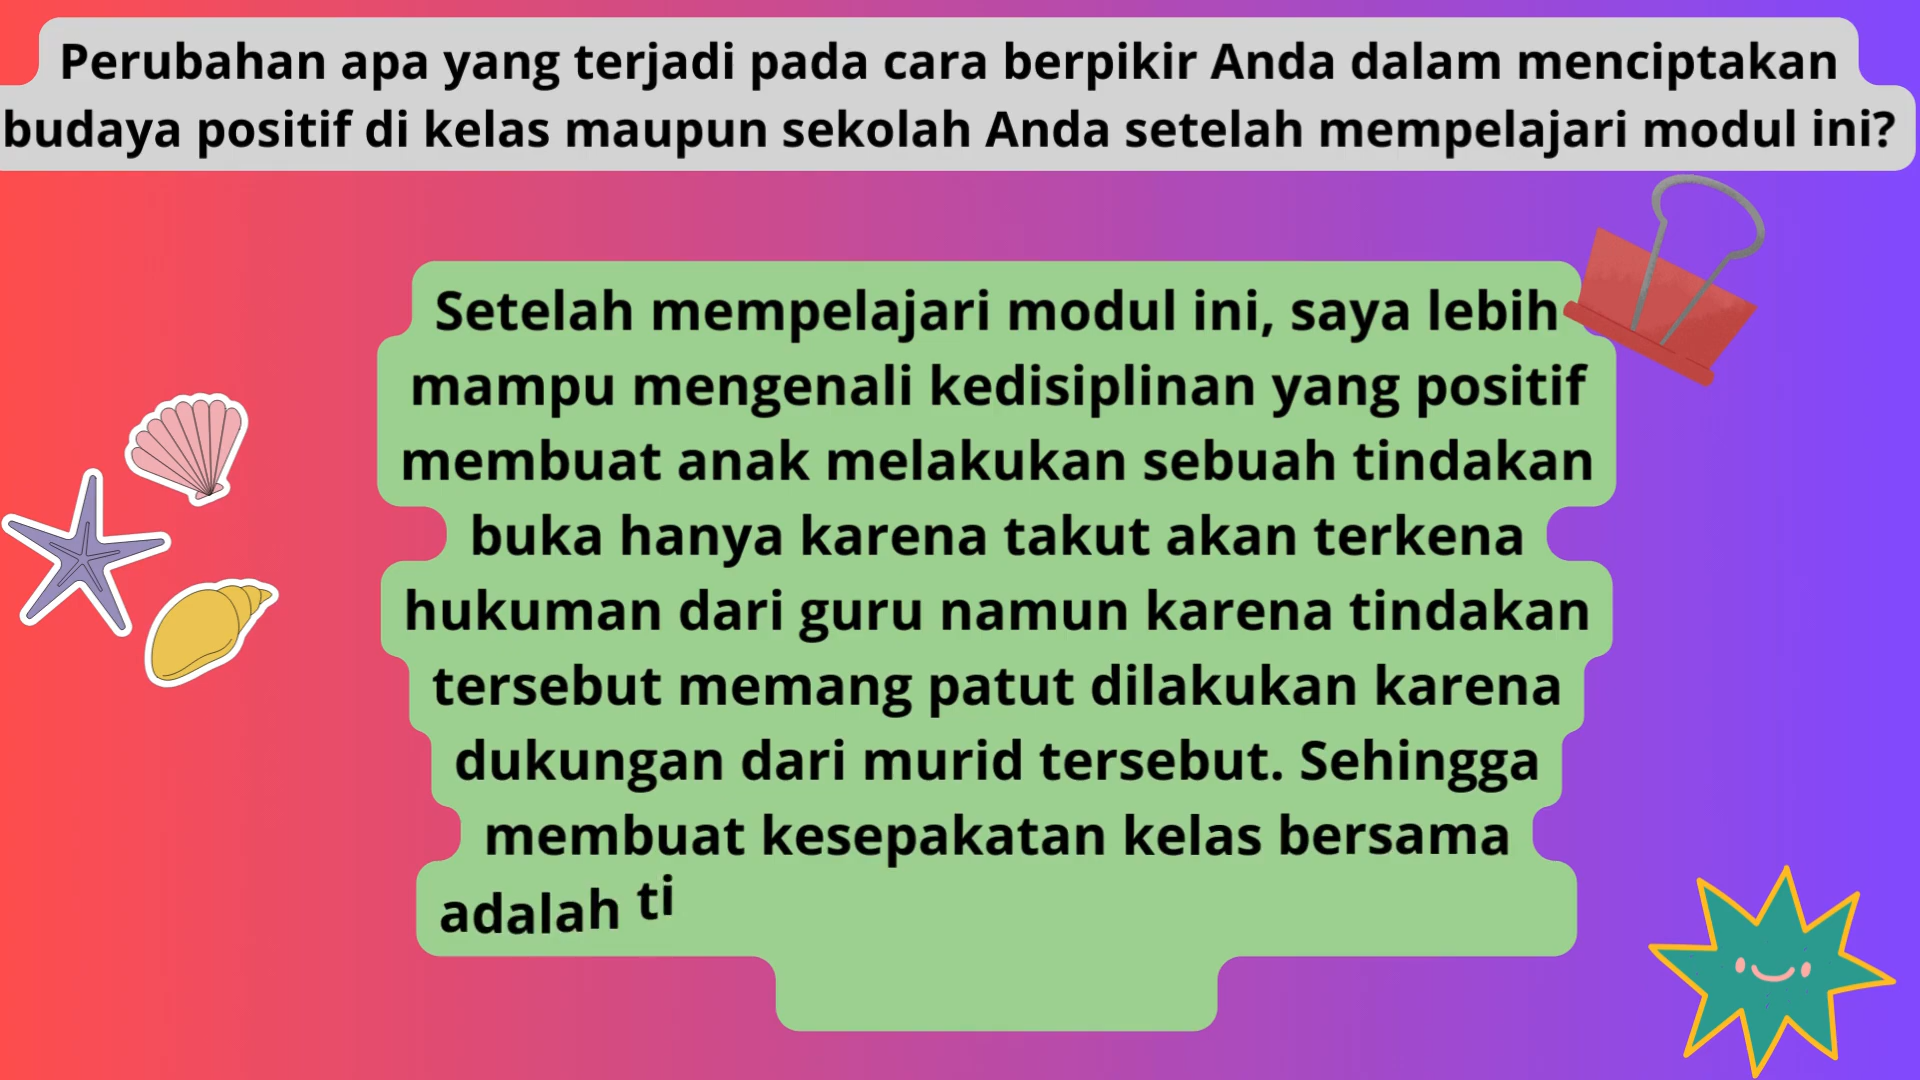 Perubahan apa yang terjadi pada cara berpikir Anda dalam menciptakan
budaya positif di kelas maupun sekolah Anda setelah mempelajari modul ini?
Setelah mempelajari modul ini, saya lebih
mampu mengenali kedisiplinan yang positif
membuat anak melakukan sebuah tindakan
buka hanya karena takut akan terkena
hukuman dari guru namun karena tindakan
tersebut memang patut dilakukan karena
dukungan dari murid tersebut. Sehingga
membuat kesepakatan kelas bersama
adalah ti